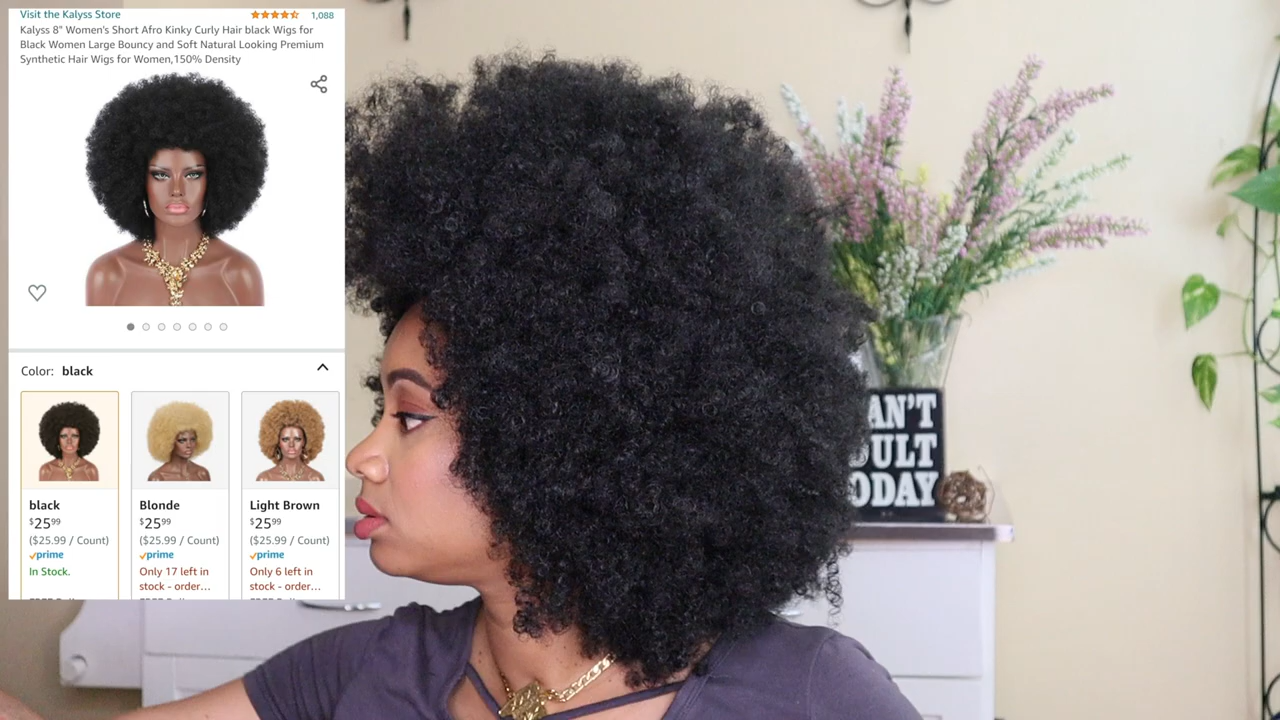 Visit the Kalyss Store 1,088
Kalyss 8" Women's Short Afro Kinky Curly Hair black Wigs for
Black Women Large Bouncy and Soft Natural Looking Premium
Synthetic Hair Wigs for Women,150% Density
Color: black
black Blonde Light Brown
$25.99 $25.99 $25.99
($25.99 / Count) ($25.99 / Count) ($25.99 / Count)
prime prime prime
In Stock. Only 17 left in Only 6 left in
stock - order... stock - order...
AN'T
ULT
ODAY